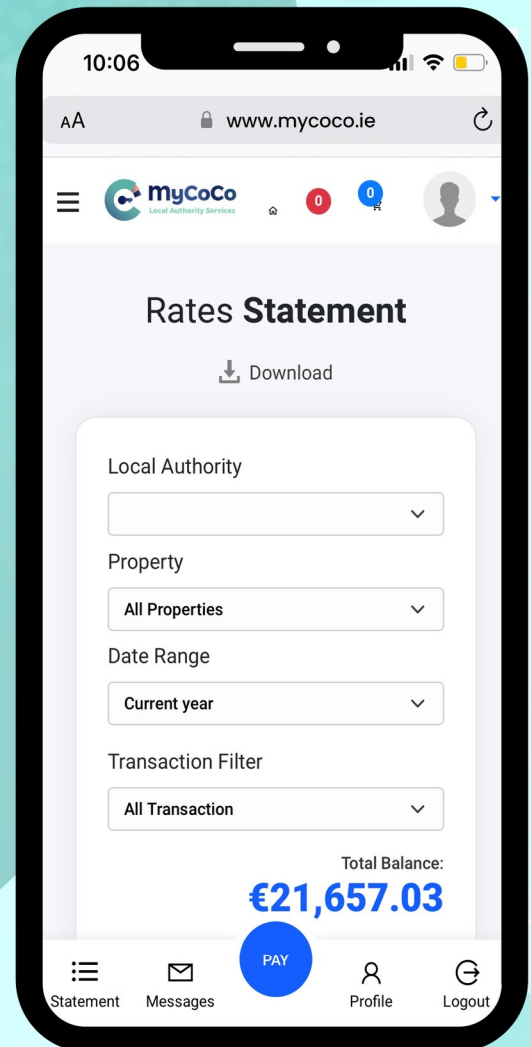 10:06
AA www.mycoco.ie
MyCoCo
Local Authority Services
0 0
Rates Statement
Download
Local Authority
Property
All Properties
Date Range
Current year
Transaction Filter
All Transaction
Total Balance:
€21,657.03
PAY
Statement Messages Profile Logout